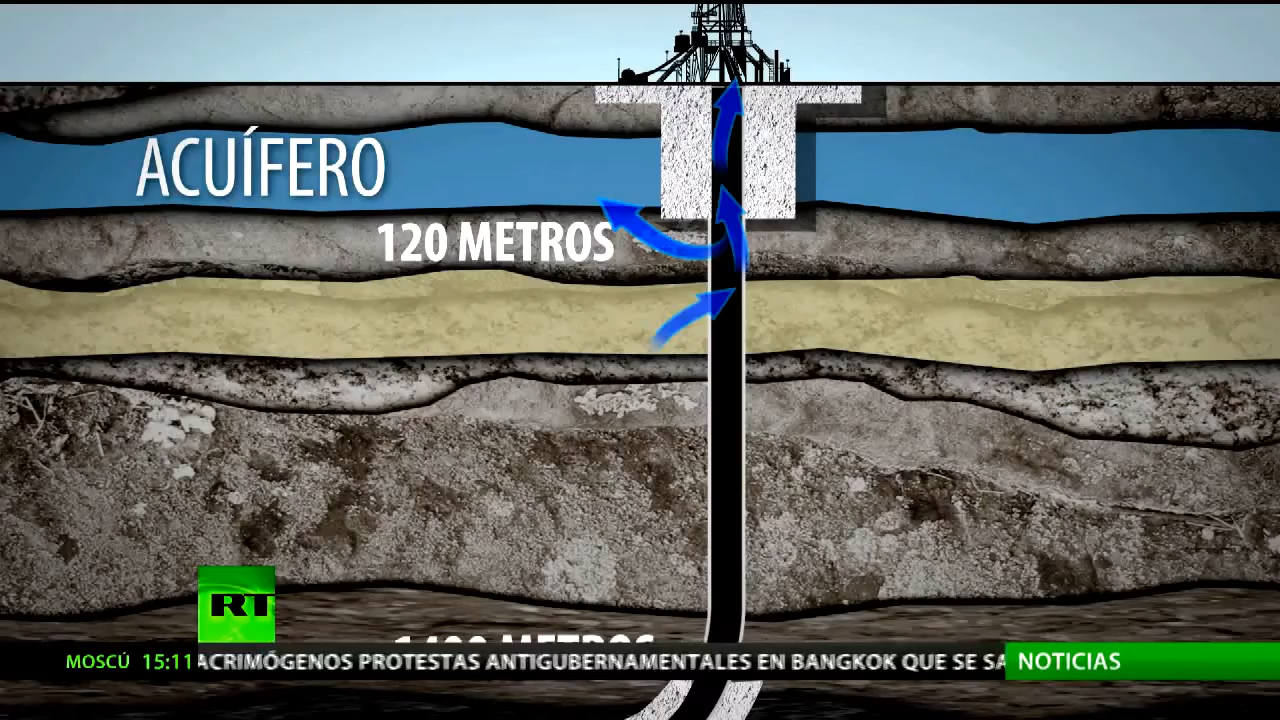 ACUÍFERO
120 METROS
RT
MOSCÚ 15:11 ACRIMÓGENOS PROTESTAS ANTIGUBERNAMENTALES EN BANGKOK QUE SE SA NOTICIAS